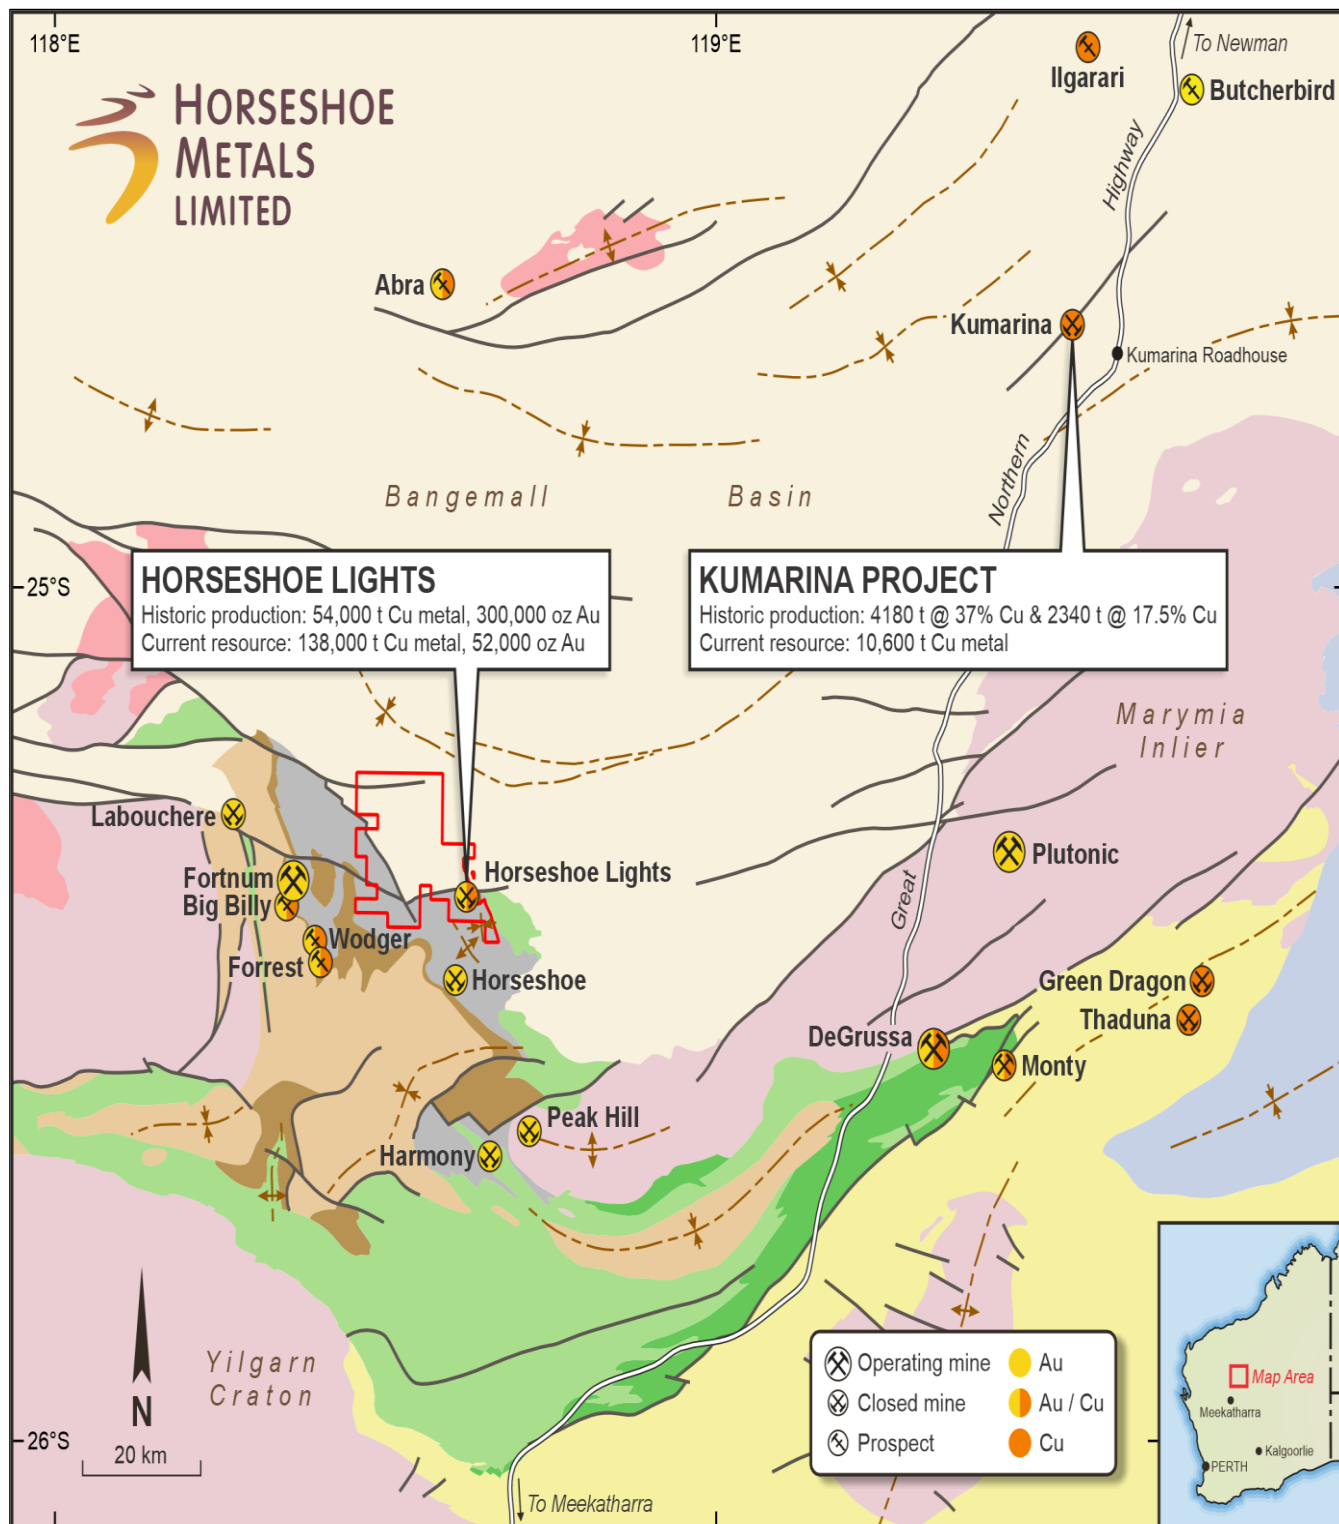 118°E
119°E
To Newman
HORSESHOE
METALS
LIMITED
Ilgarari
Butcherbird
Highway
Abra
Kumarina
Kumarina Roadhouse
Northern
Bangemall Basin
25°S
HORSESHOE LIGHTS
Historic production: 54,000 t Cu metal, 300,000 oz Au
Current resource: 138,000 t Cu metal, 52,000 oz Au
KUMARINA PROJECT
Historic production: 4180 t @ 37% Cu & 2340 t @ 17.5% Cu
Current resource: 10,600 t Cu metal
Marymia
Inlier
Labouchere
Plutonic
Horseshoe Lights
Fortnum
Big Billy
Great
Wodger
Forrest
Horseshoe
Green Dragon
Thaduna
DeGrussa
Monty
Peak Hill
Harmony
Yilgarn
Craton
N
20 km
26°S
To Meekatharra
Operating mine
Closed mine
Prospect
Au
Au / Cu
Cu
Map Area
Meekatharra
Kalgoorlie
PERTH